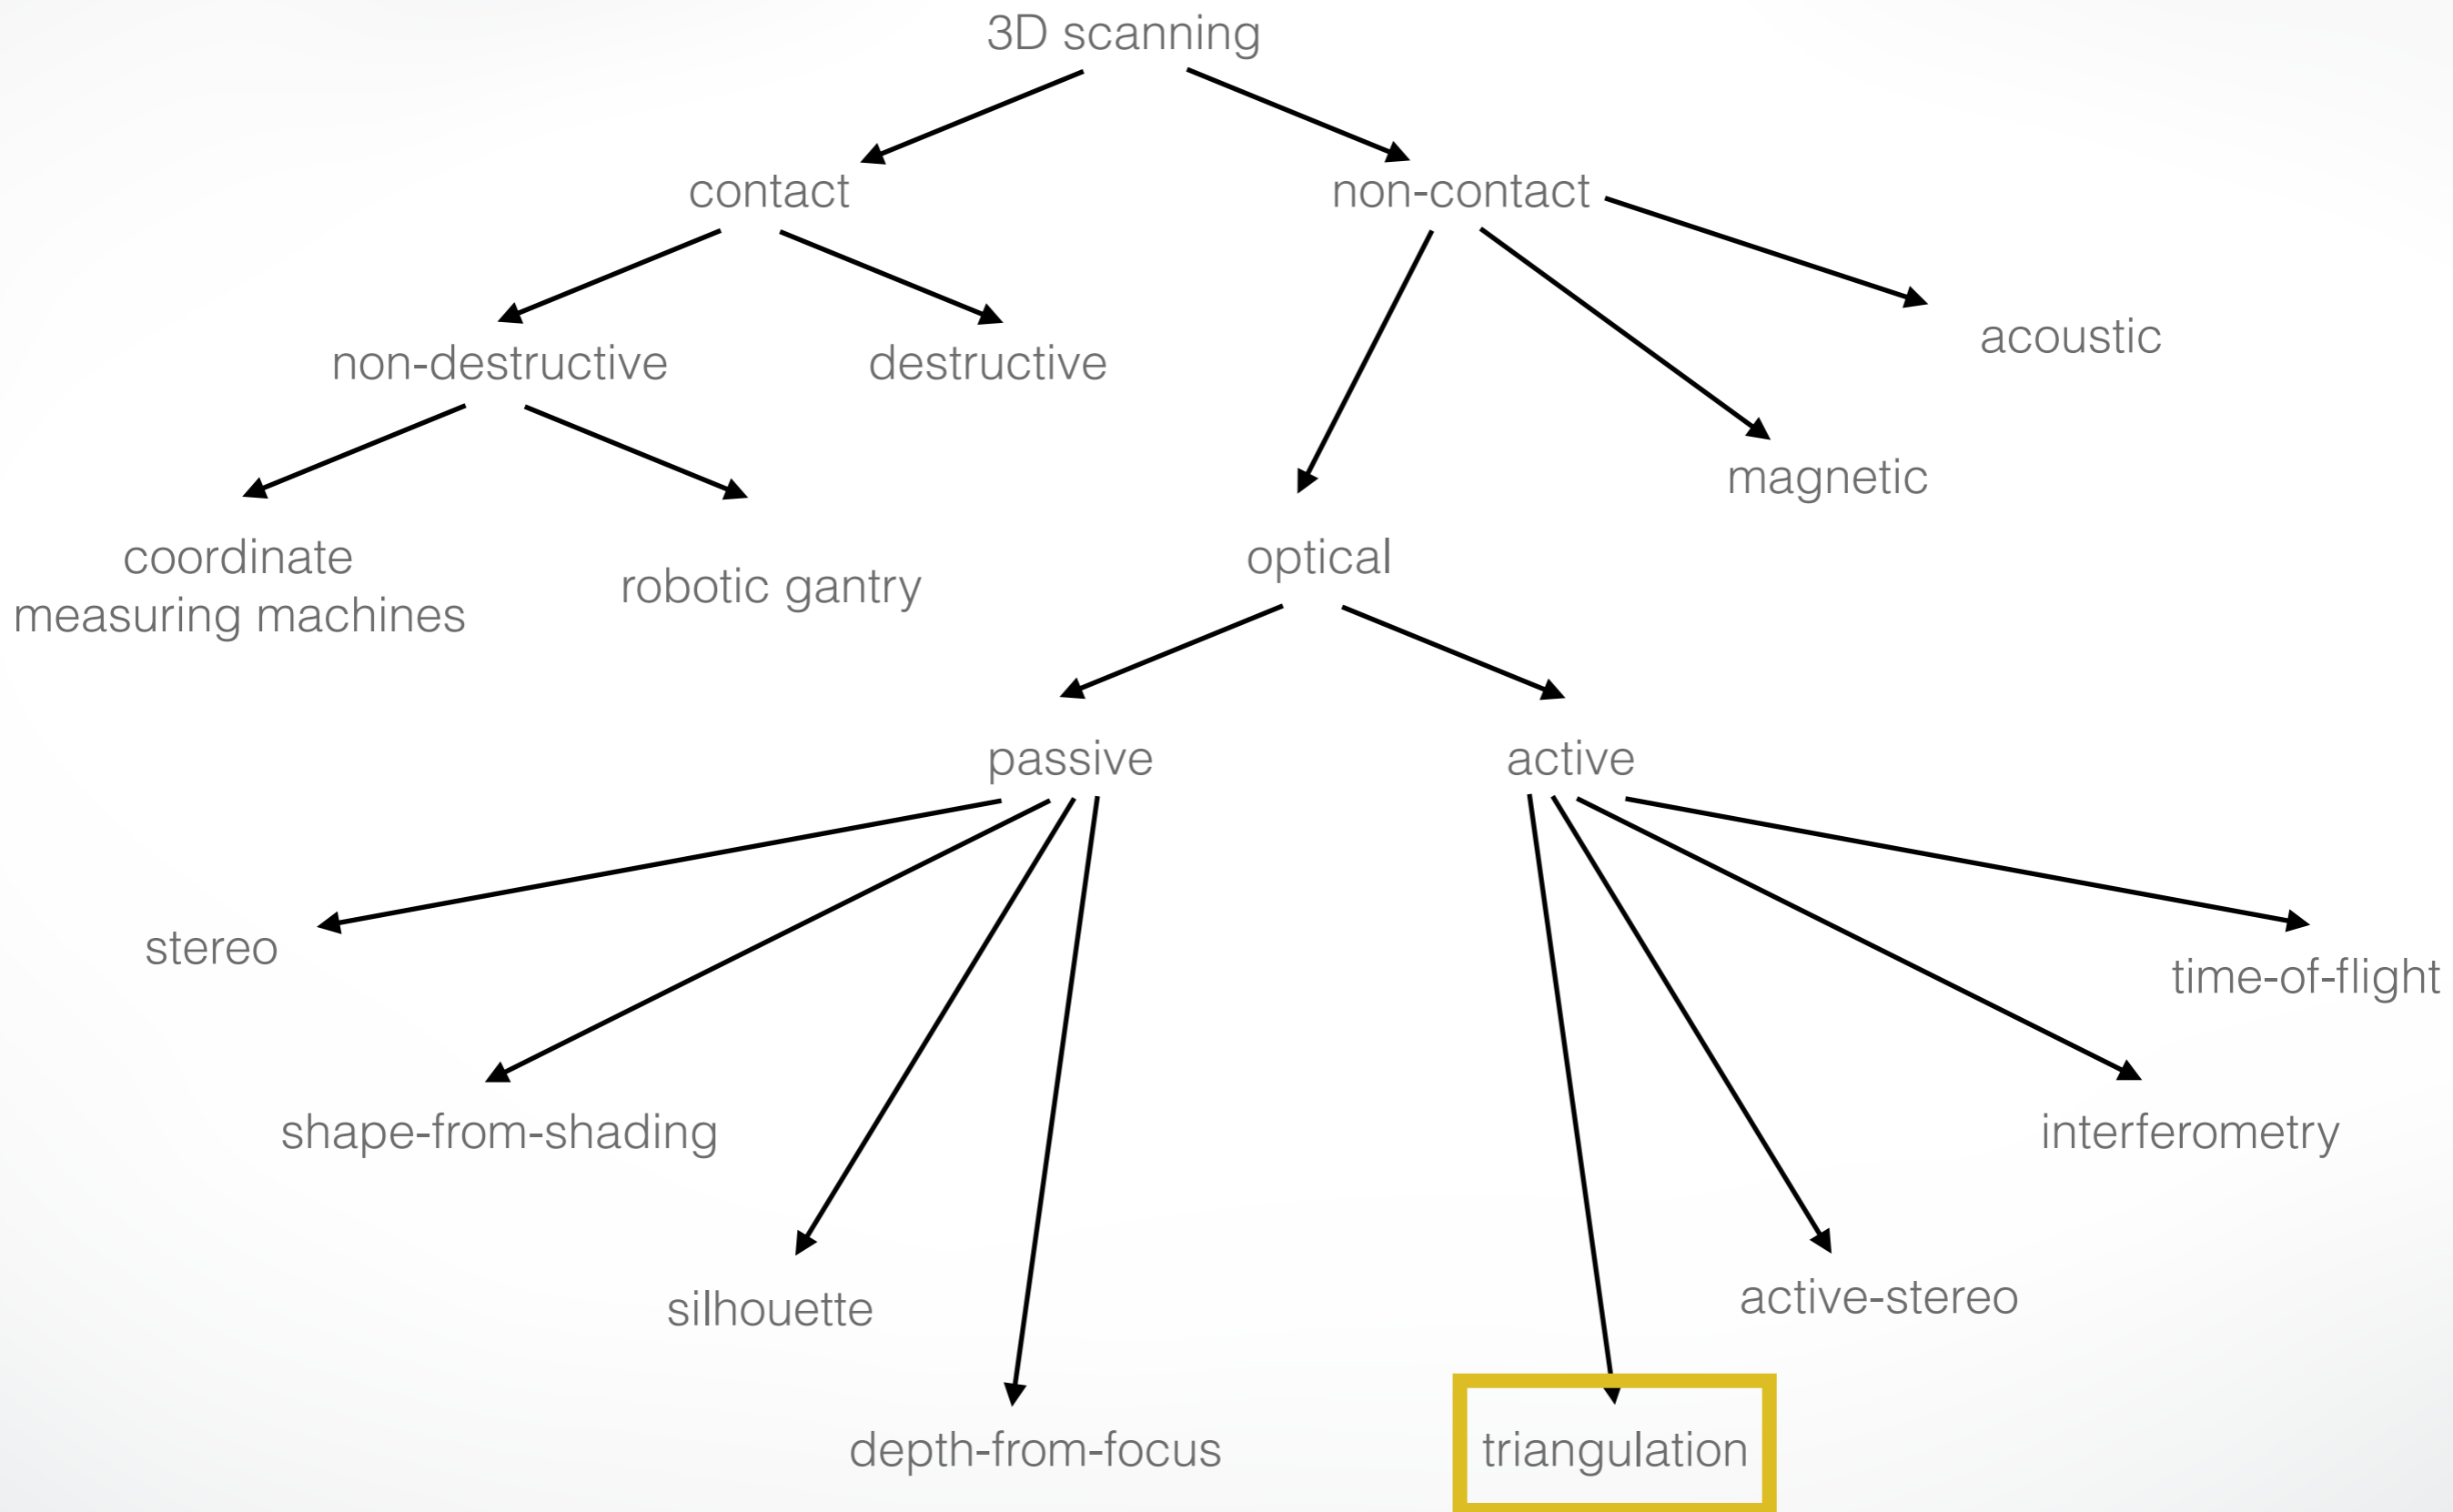 3D scanning
contact
non-contact
acoustic
non-destructive
destructive
magnetic
coordinate
measuring machines
robotic gantry
optical
passive
active
stereo
time-of-flight
shape-from-shading
interferometry
silhouette
active-stereo
depth-from-focus
triangulation